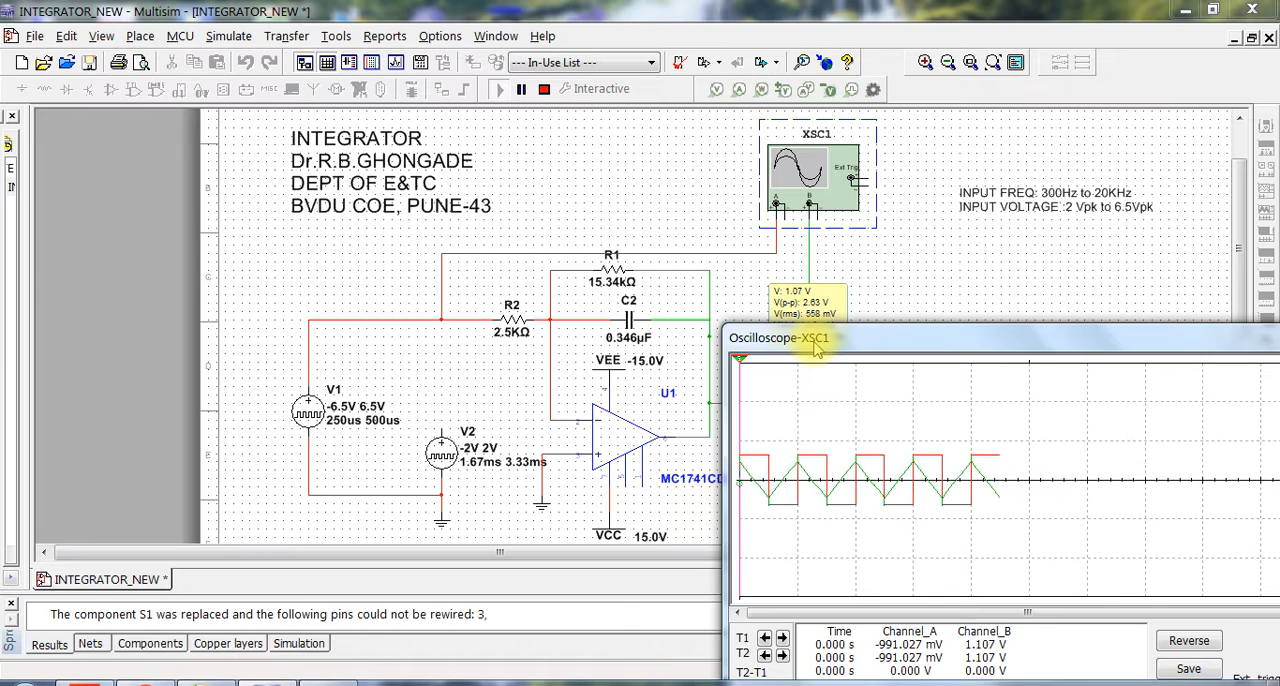 INTEGRATOR_NEW - Multisim - [INTEGRATOR_NEW *]
File Edit View Place MCU Simulate Transfer Tools Reports Options Window Help
--- In-Use List ---
Interactive
INTEGRATOR
Dr.R.B.GHONGADE
DEPT OF E&TC
BVDU COE, PUNE-43
XSC1
Ext Trig
A
B
INPUT FREQ: 300Hz to 20KHz
INPUT VOLTAGE :2 Vpk to 6.5Vpk
R1
15.34kΩ
R2
2.5KΩ
C2
0.346µF
VEE -15.0V
U1
V1
-6.5V 6.5V
250us 500us
V2
-2V 2V
1.67ms 3.33ms
MC1741CD
VCC 15.0V
V: 1.07 V
V(p-p): 2.63 V
V(rms): 558 mV
Oscilloscope-XSC1
Time Channel_A Channel_B
T1 0.000 s -991.027 mV 1.107 V
T2 0.000 s -991.027 mV 1.107 V
T2-T1 0.000 s 0.000 V 0.000 V
Reverse
Save
Ext. trigg
INTEGRATOR_NEW *
The component S1 was replaced and the following pins could not be rewired: 3,
Results Nets Components Copper layers Simulation
Spr